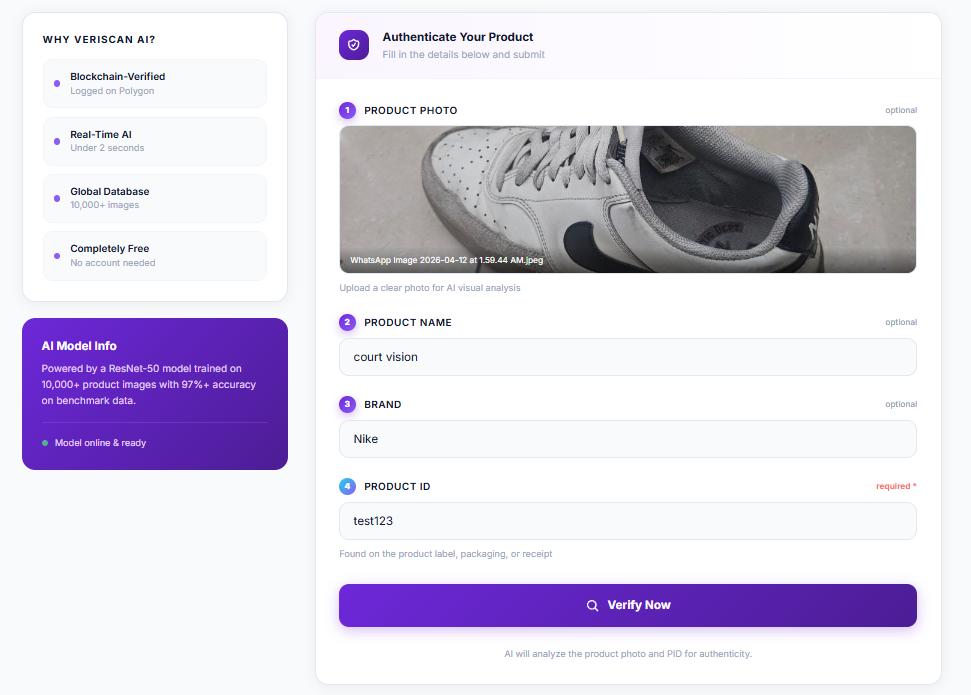 WHY VERISCAN AI?
Blockchain-Verified
Logged on Polygon
Real-Time AI
Under 2 seconds
Global Database
10,000+ images
Completely Free
No account needed
AI Model Info
Powered by a ResNet-50 model trained on
10,000+ product images with 97%+ accuracy
on benchmark data.
Model online & ready
Authenticate Your Product
Fill in the details below and submit
1 PRODUCT PHOTO optional
WhatsApp Image 2026-04-12 at 1.59.44 AM.jpeg
Upload a clear photo for AI visual analysis
2 PRODUCT NAME optional
court vision
3 BRAND optional
Nike
4 PRODUCT ID required *
test123
Found on the product label, packaging, or receipt
Verify Now
AI will analyze the product photo and PID for authenticity.